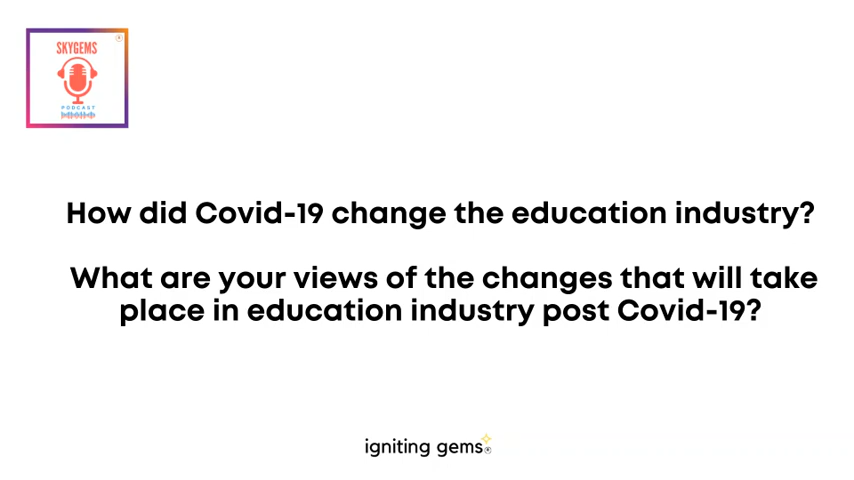 SKYGEMS
PODCAST
How did Covid-19 change the education industry?
What are your views of the changes that will take
place in education industry post Covid-19?
igniting gems